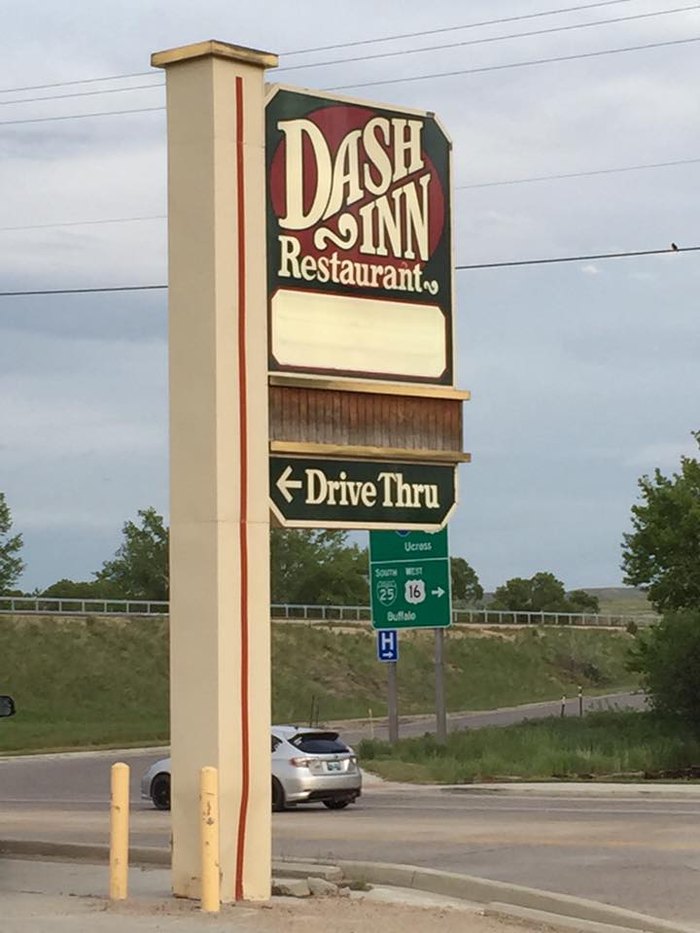 DASH
INN
Restaurant
← Drive Thru
Ucross
SOUTH WEST
25 16 →
Buffalo
H
→